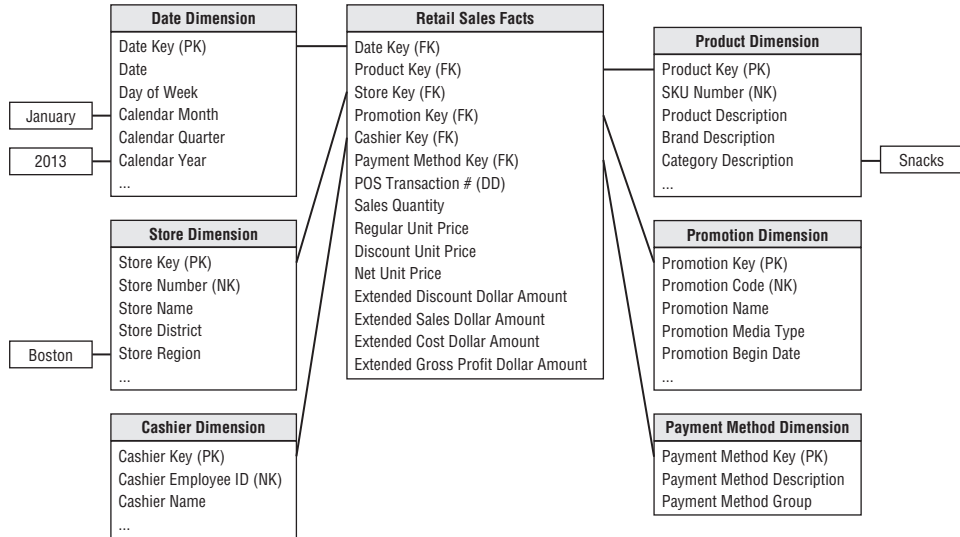 Date Dimension
Date Key (PK)
Date
Day of Week
Calendar Month
Calendar Quarter
Calendar Year
...
January
2013
Store Dimension
Store Key (PK)
Store Number (NK)
Store Name
Store District
Store Region
...
Boston
Cashier Dimension
Cashier Key (PK)
Cashier Employee ID (NK)
Cashier Name
...
Retail Sales Facts
Date Key (FK)
Product Key (FK)
Store Key (FK)
Promotion Key (FK)
Cashier Key (FK)
Payment Method Key (FK)
POS Transaction # (DD)
Sales Quantity
Regular Unit Price
Discount Unit Price
Net Unit Price
Extended Discount Dollar Amount
Extended Sales Dollar Amount
Extended Cost Dollar Amount
Extended Gross Profit Dollar Amount
Product Dimension
Product Key (PK)
SKU Number (NK)
Product Description
Brand Description
Category Description
...
Snacks
Promotion Dimension
Promotion Key (PK)
Promotion Code (NK)
Promotion Name
Promotion Media Type
Promotion Begin Date
...
Payment Method Dimension
Payment Method Key (PK)
Payment Method Description
Payment Method Group